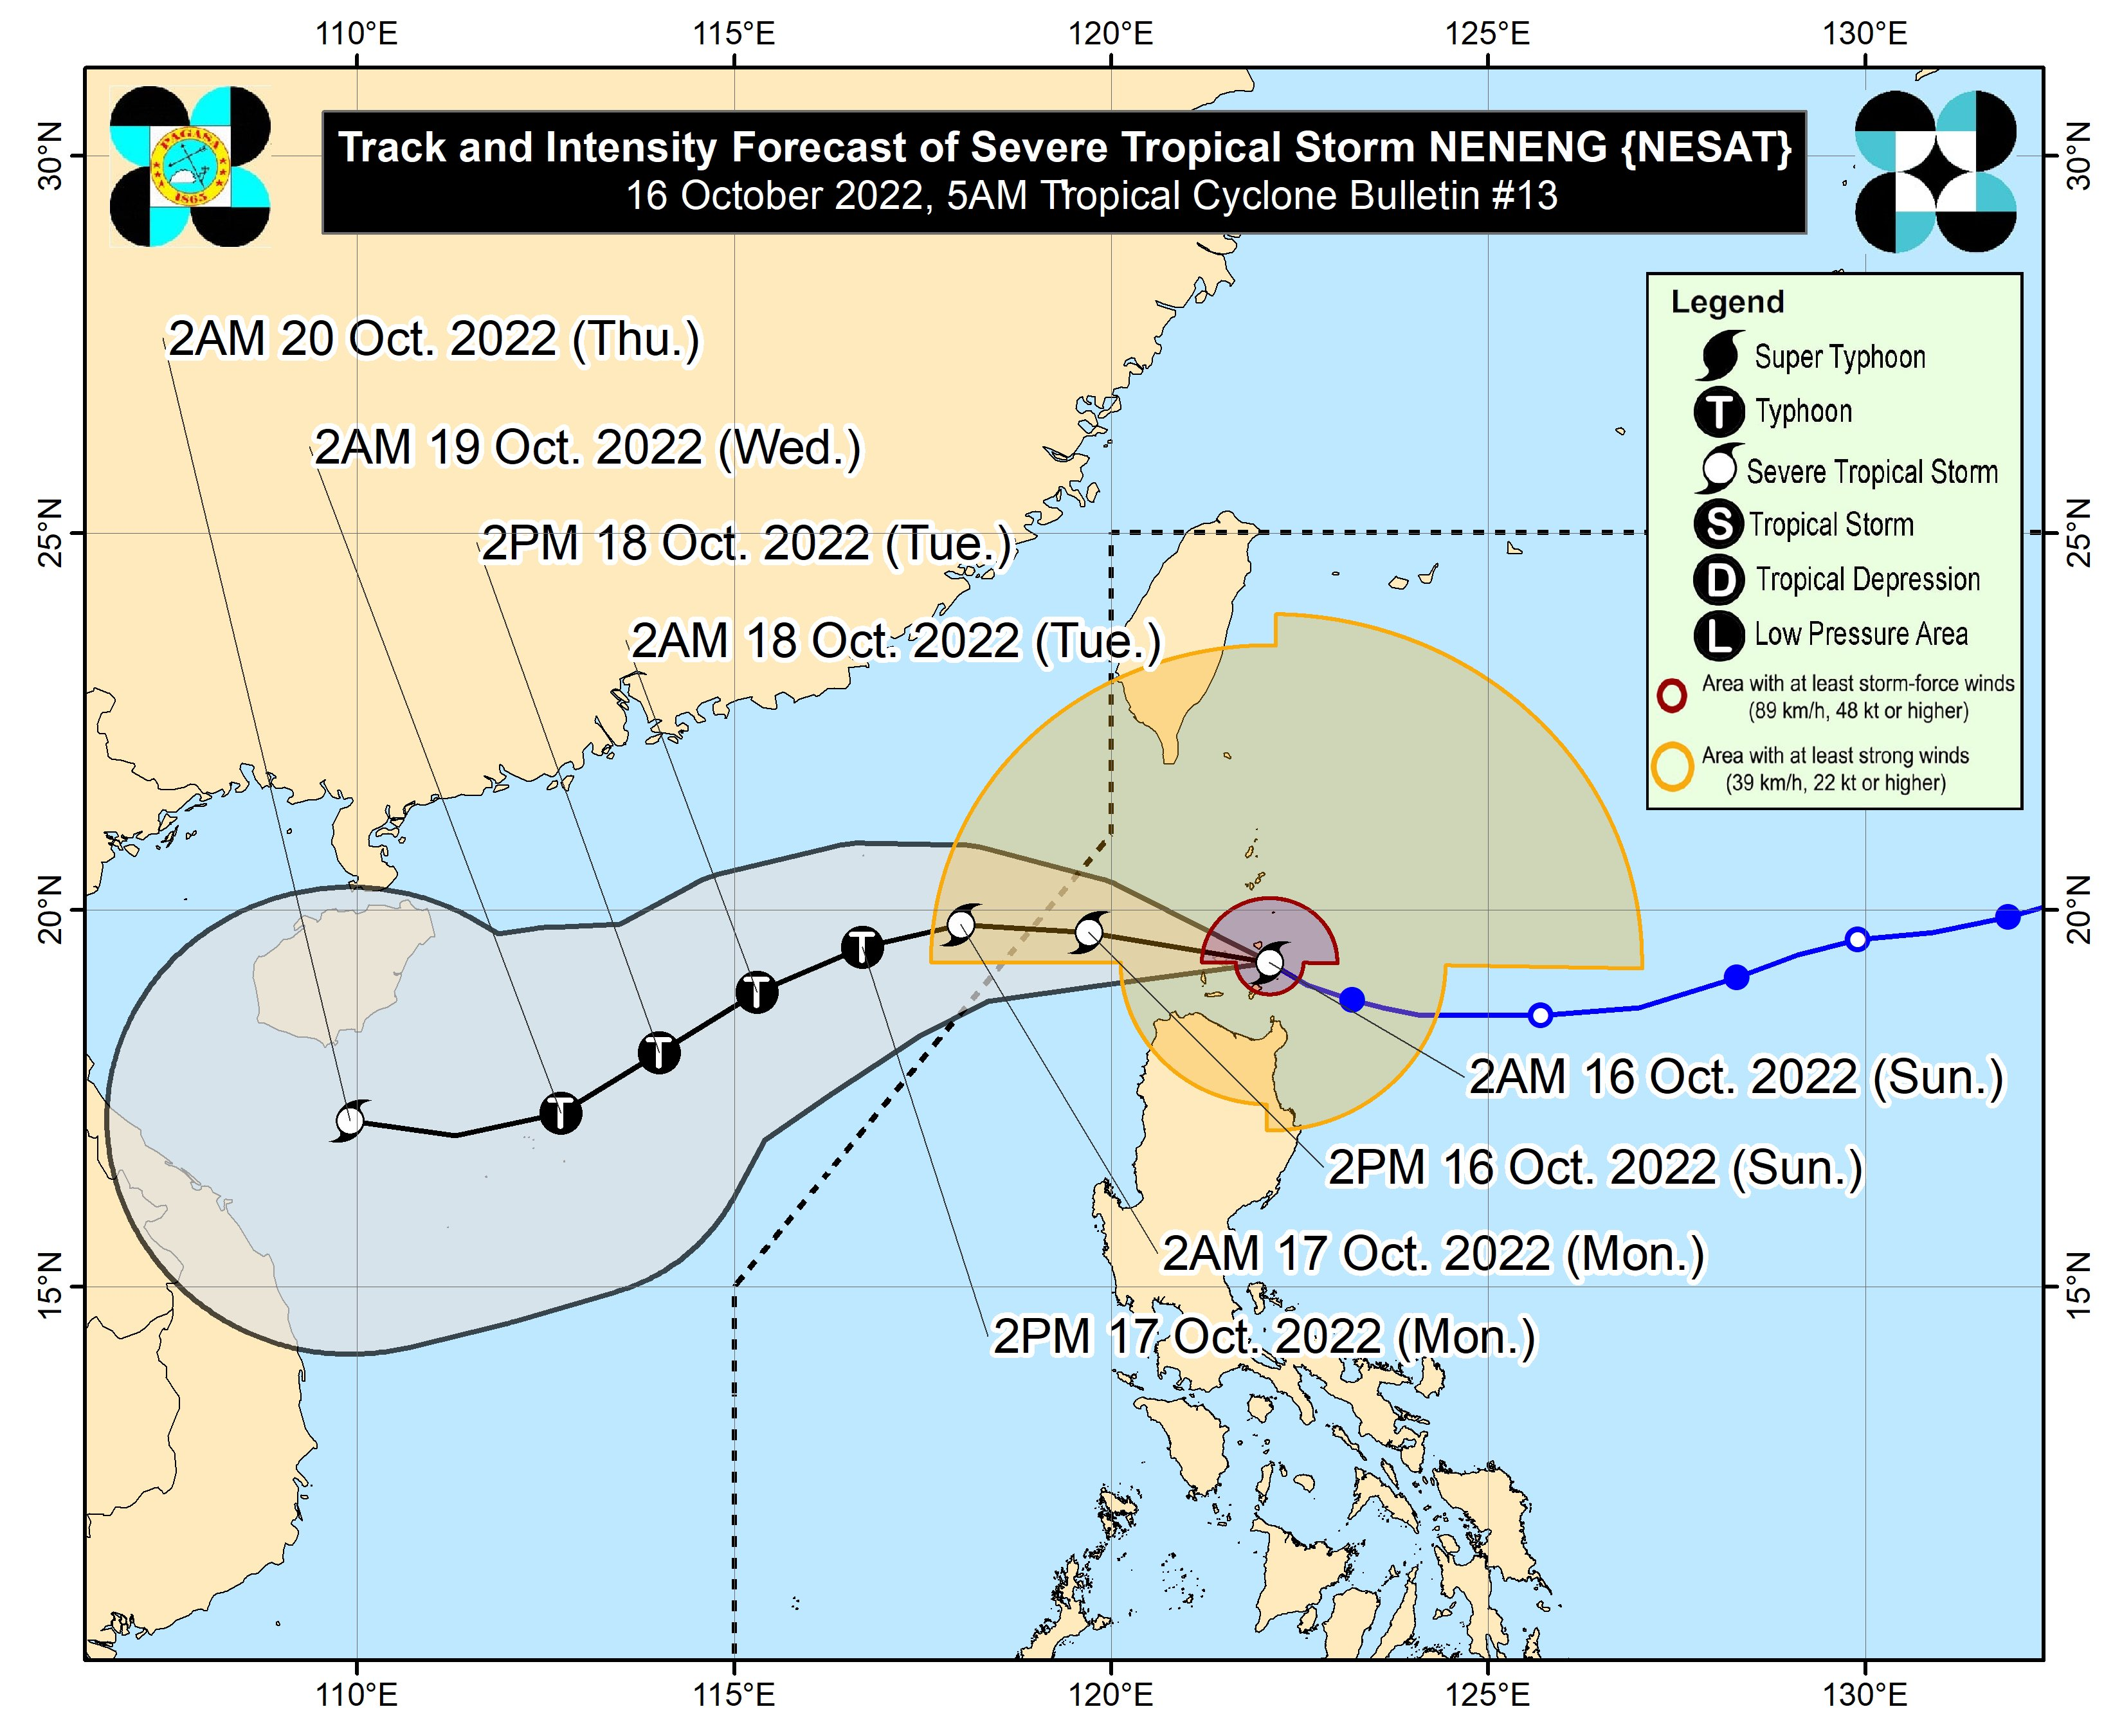 110°E 115°E 120°E 125°E 130°E
PAGASA
1865
Track and Intensity Forecast of Severe Tropical Storm NENENG {NESAT}
16 October 2022, 5AM Tropical Cyclone Bulletin #13
30°N
30°N
Legend
Super Typhoon
T Typhoon
Severe Tropical Storm
S Tropical Storm
D Tropical Depression
L Low Pressure Area
Area with at least storm-force winds
(89 km/h, 48 kt or higher)
Area with at least strong winds
(39 km/h, 22 kt or higher)
2AM 20 Oct. 2022 (Thu.)
2AM 19 Oct. 2022 (Wed.)
2PM 18 Oct. 2022 (Tue.)
2AM 18 Oct. 2022 (Tue.)
25°N
25°N
20°N
20°N
T
T
T
T
2AM 16 Oct. 2022 (Sun.)
2PM 16 Oct. 2022 (Sun.)
2AM 17 Oct. 2022 (Mon.)
2PM 17 Oct. 2022 (Mon.)
15°N
15°N
110°E 115°E 120°E 125°E 130°E